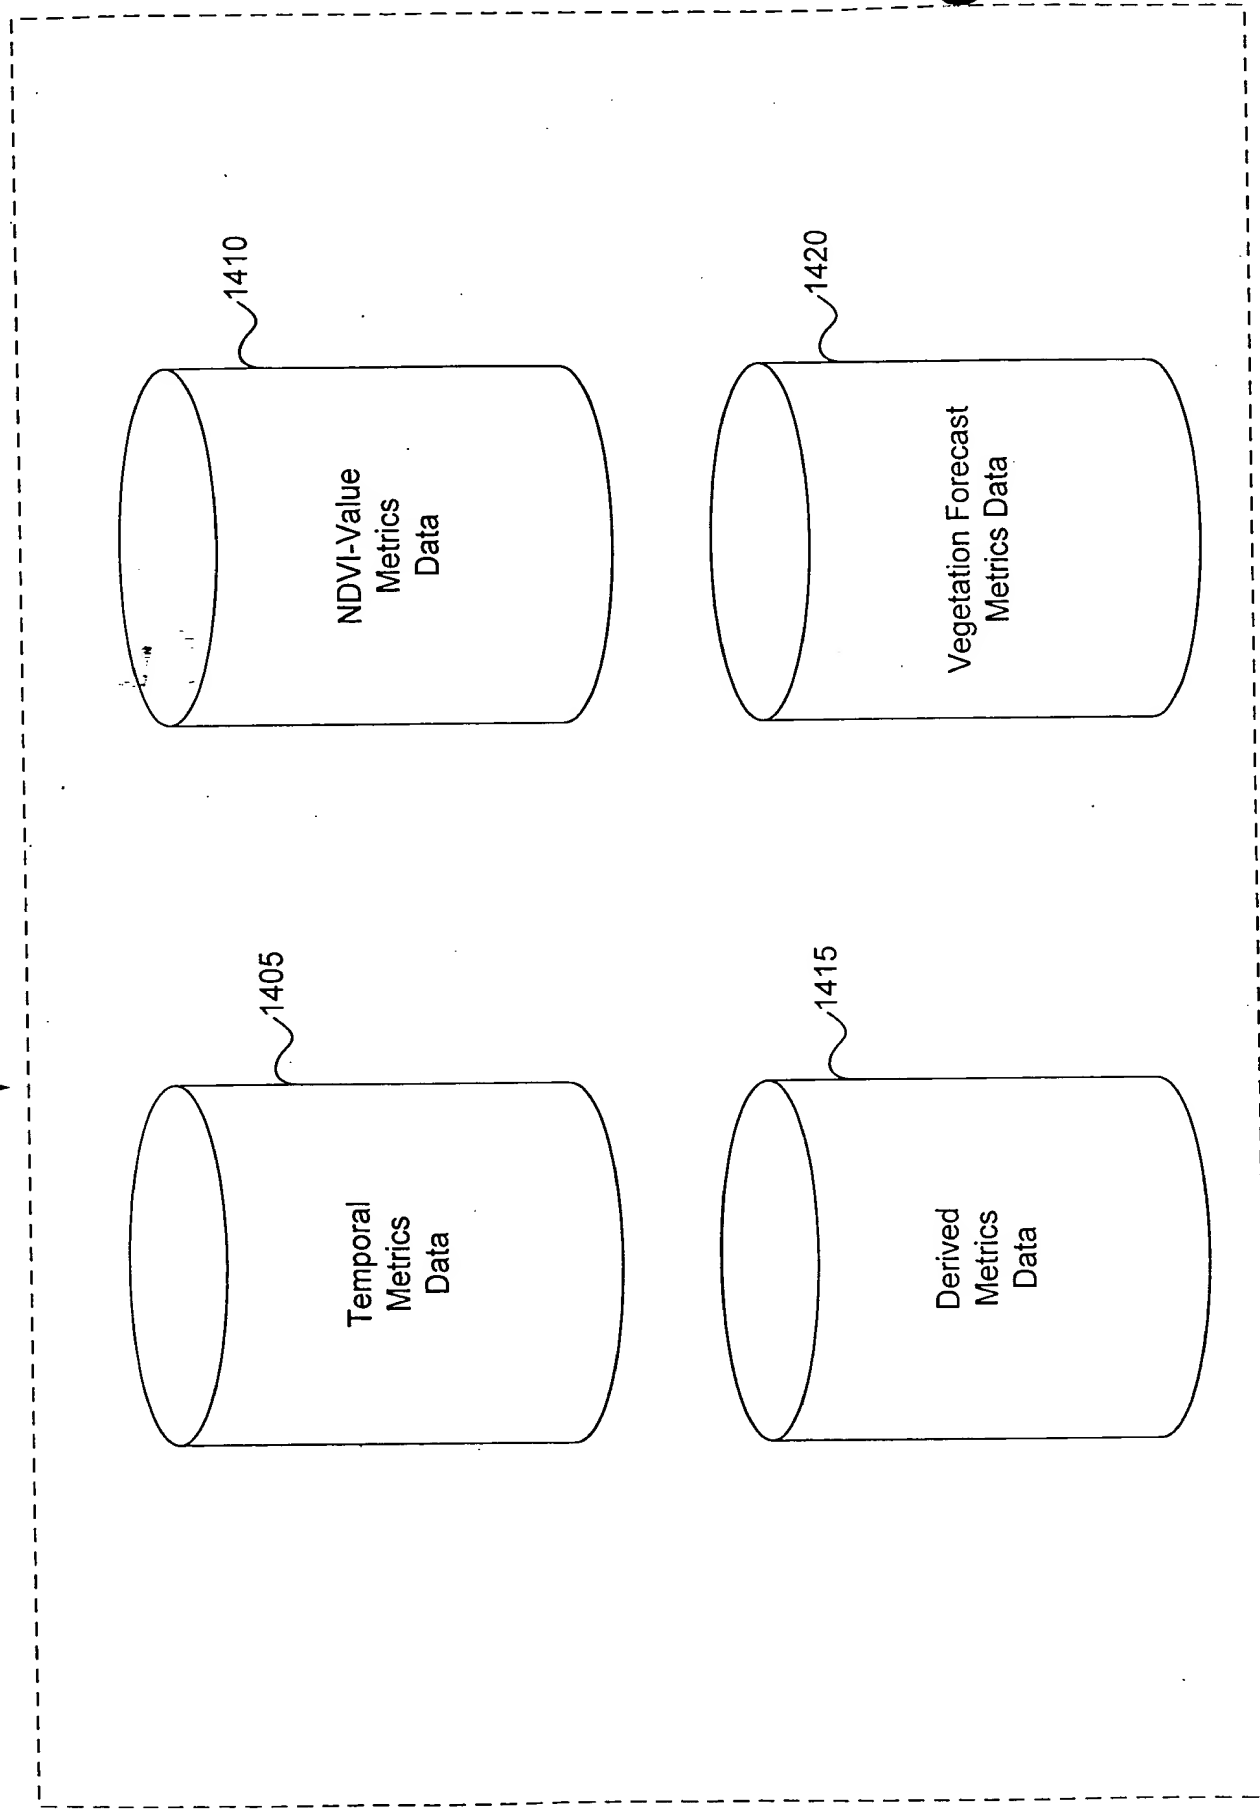 1405
Temporal
Metrics
Data
1410
NDVI-Value
Metrics
Data
1415
Derived
Metrics
Data
1420
Vegetation Forecast
Metrics Data